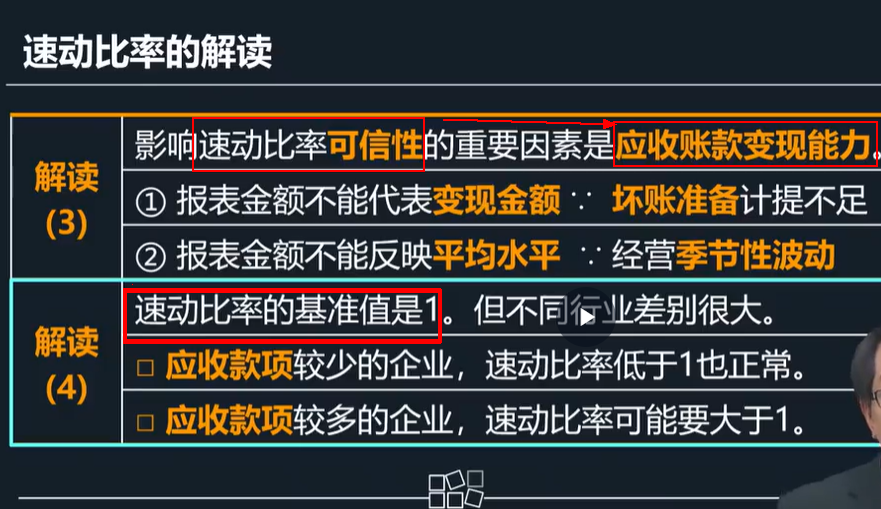 速动比率的解读
解读
(3)
影响速动比率可信性的重要因素是应收账款变现能力。
① 报表金额不能代表变现金额 ∵ 坏账准备计提不足
② 报表金额不能反映平均水平 ∵ 经营季节性波动
解读
(4)
速动比率的基准值是1。但不同行业差别很大。
□ 应收款项较少的企业，速动比率低于1也正常。
□ 应收款项较多的企业，速动比率可能要大于1。